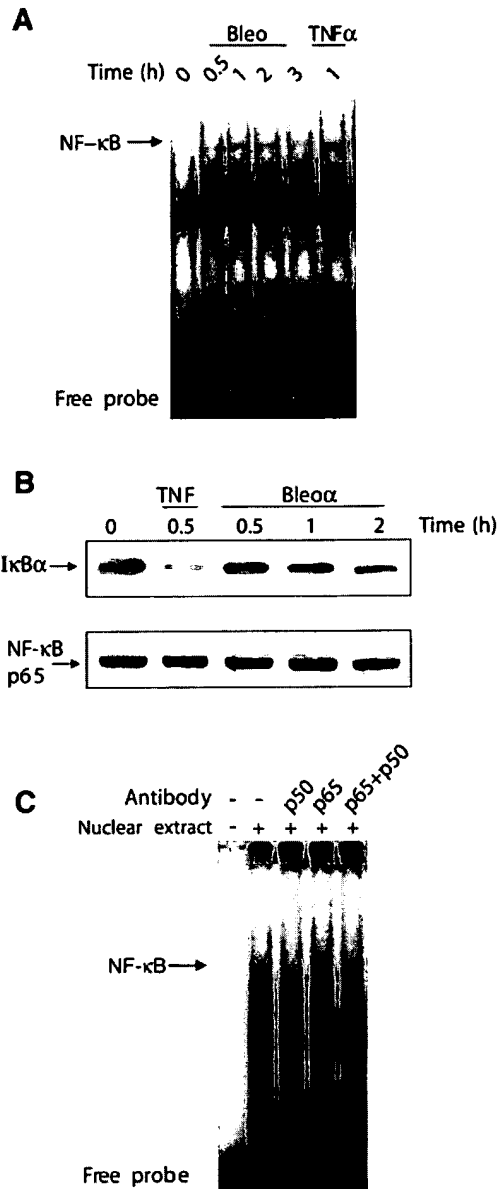 A
Bleo TNFα
Time (h) 0 0.5 1 2 3 1
NF-κB
Free probe
B
TNF Bleoα
0 0.5 0.5 1 2 Time (h)
IκBα
NF-κB
p65
C
Antibody - - p50 p65 p65+p50
Nuclear extract - + + + +
NF-κB
Free probe